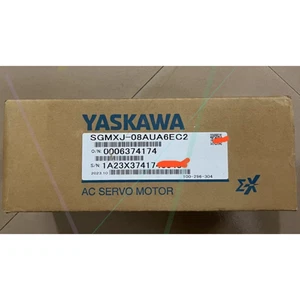 YASKAWA
SGMXJ-08AUA6EC2
O/N 0006374174
S/N 1A23X37417
AC SERVO MOTOR